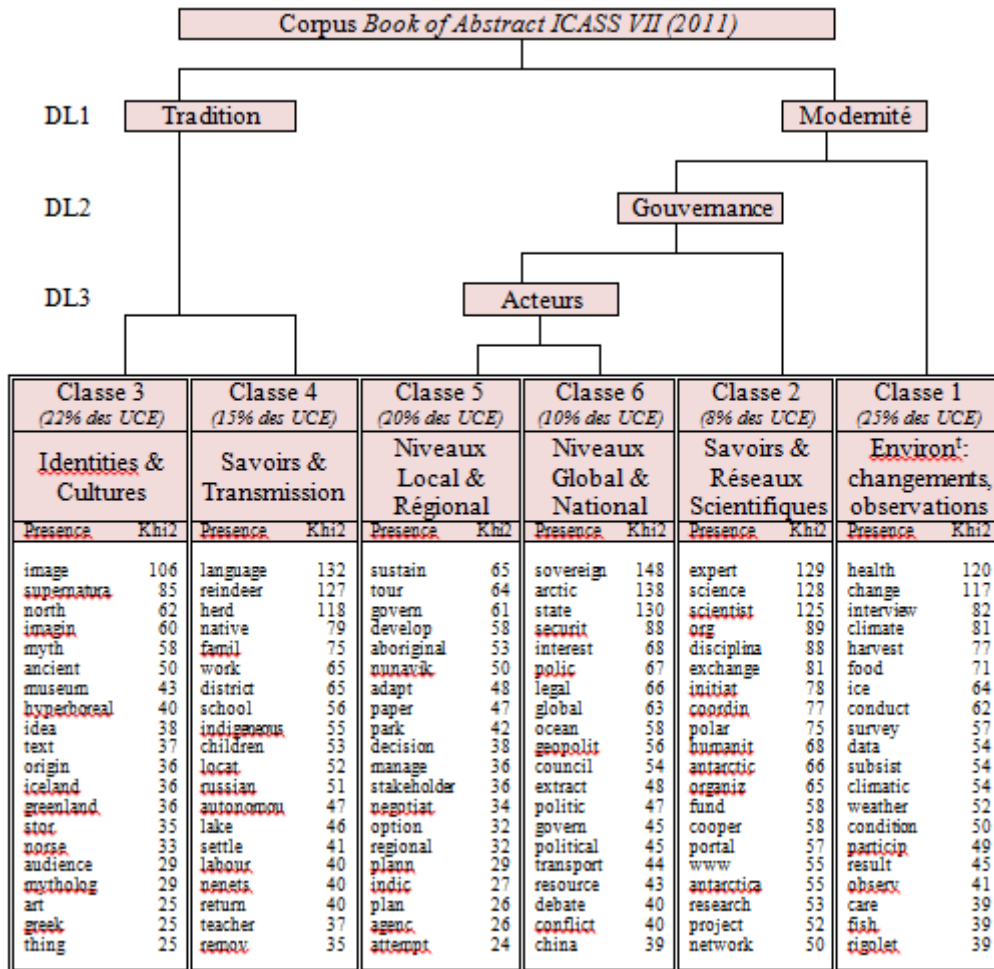 Corpus Book of Abstract ICASS VII (2011)
DL1 Tradition Modernité
DL2 Gouvernance
DL3 Acteurs
Classe 3 Classe 4 Classe 5 Classe 6 Classe 2 Classe 1
(22% des UCE) (15% des UCE) (20% des UCE) (10% des UCE) (8% des UCE) (25% des UCE)
Identities & Cultures Savoirs & Transmission Niveaux Local & Régional Niveaux Global & National Savoirs & Réseaux Scientifiques Environt: changements, observations
Presence Khi2 Presence Khi2 Presence Khi2 Presence Khi2 Presence Khi2 Presence Khi2
image 106 language 132 sustain 65 sovereign 148 expert 129 health 120
supernatura 85 reindeer 127 tour 64 arctic 138 science 128 change 117
north 62 herd 118 govern 61 state 130 scientist 125 interview 82
imagin 60 native 79 develop 58 securit 88 org 89 climate 81
myth 58 famil 75 aboriginal 53 interest 68 disciplina 88 harvest 77
ancient 50 work 65 nunavik 50 polic 67 exchange 81 food 71
museum 43 district 65 adapt 48 legal 66 initiat 78 ice 64
hyperboreal 40 school 56 paper 47 global 63 coordin 77 conduct 62
idea 38 indigenous 55 park 42 ocean 58 polar 75 survey 57
text 37 children 53 decision 38 geopolit 56 humanit 68 data 54
origin 36 locat 52 manage 36 council 54 antarctic 66 subsist 54
iceland 36 russian 51 stakeholder 36 extract 48 organiz 65 climatic 54
greenland 36 autonomou 47 negotiat 34 politic 47 fund 58 weather 52
stor 35 lake 46 option 32 govern 45 cooper 58 condition 50
norse 33 settle 41 regional 32 political 45 portal 57 particip 49
audience 29 labour 40 plann 29 transport 44 www 55 result 45
mytholog 29 nenets 40 indic 27 resource 43 antarctica 55 observ 41
art 25 return 40 plan 26 debate 40 research 53 care 39
greek 25 teacher 37 agenc 26 conflict 40 project 52 fish 39
thing 25 remov 35 attempt 24 china 39 network 50 rigolet 39